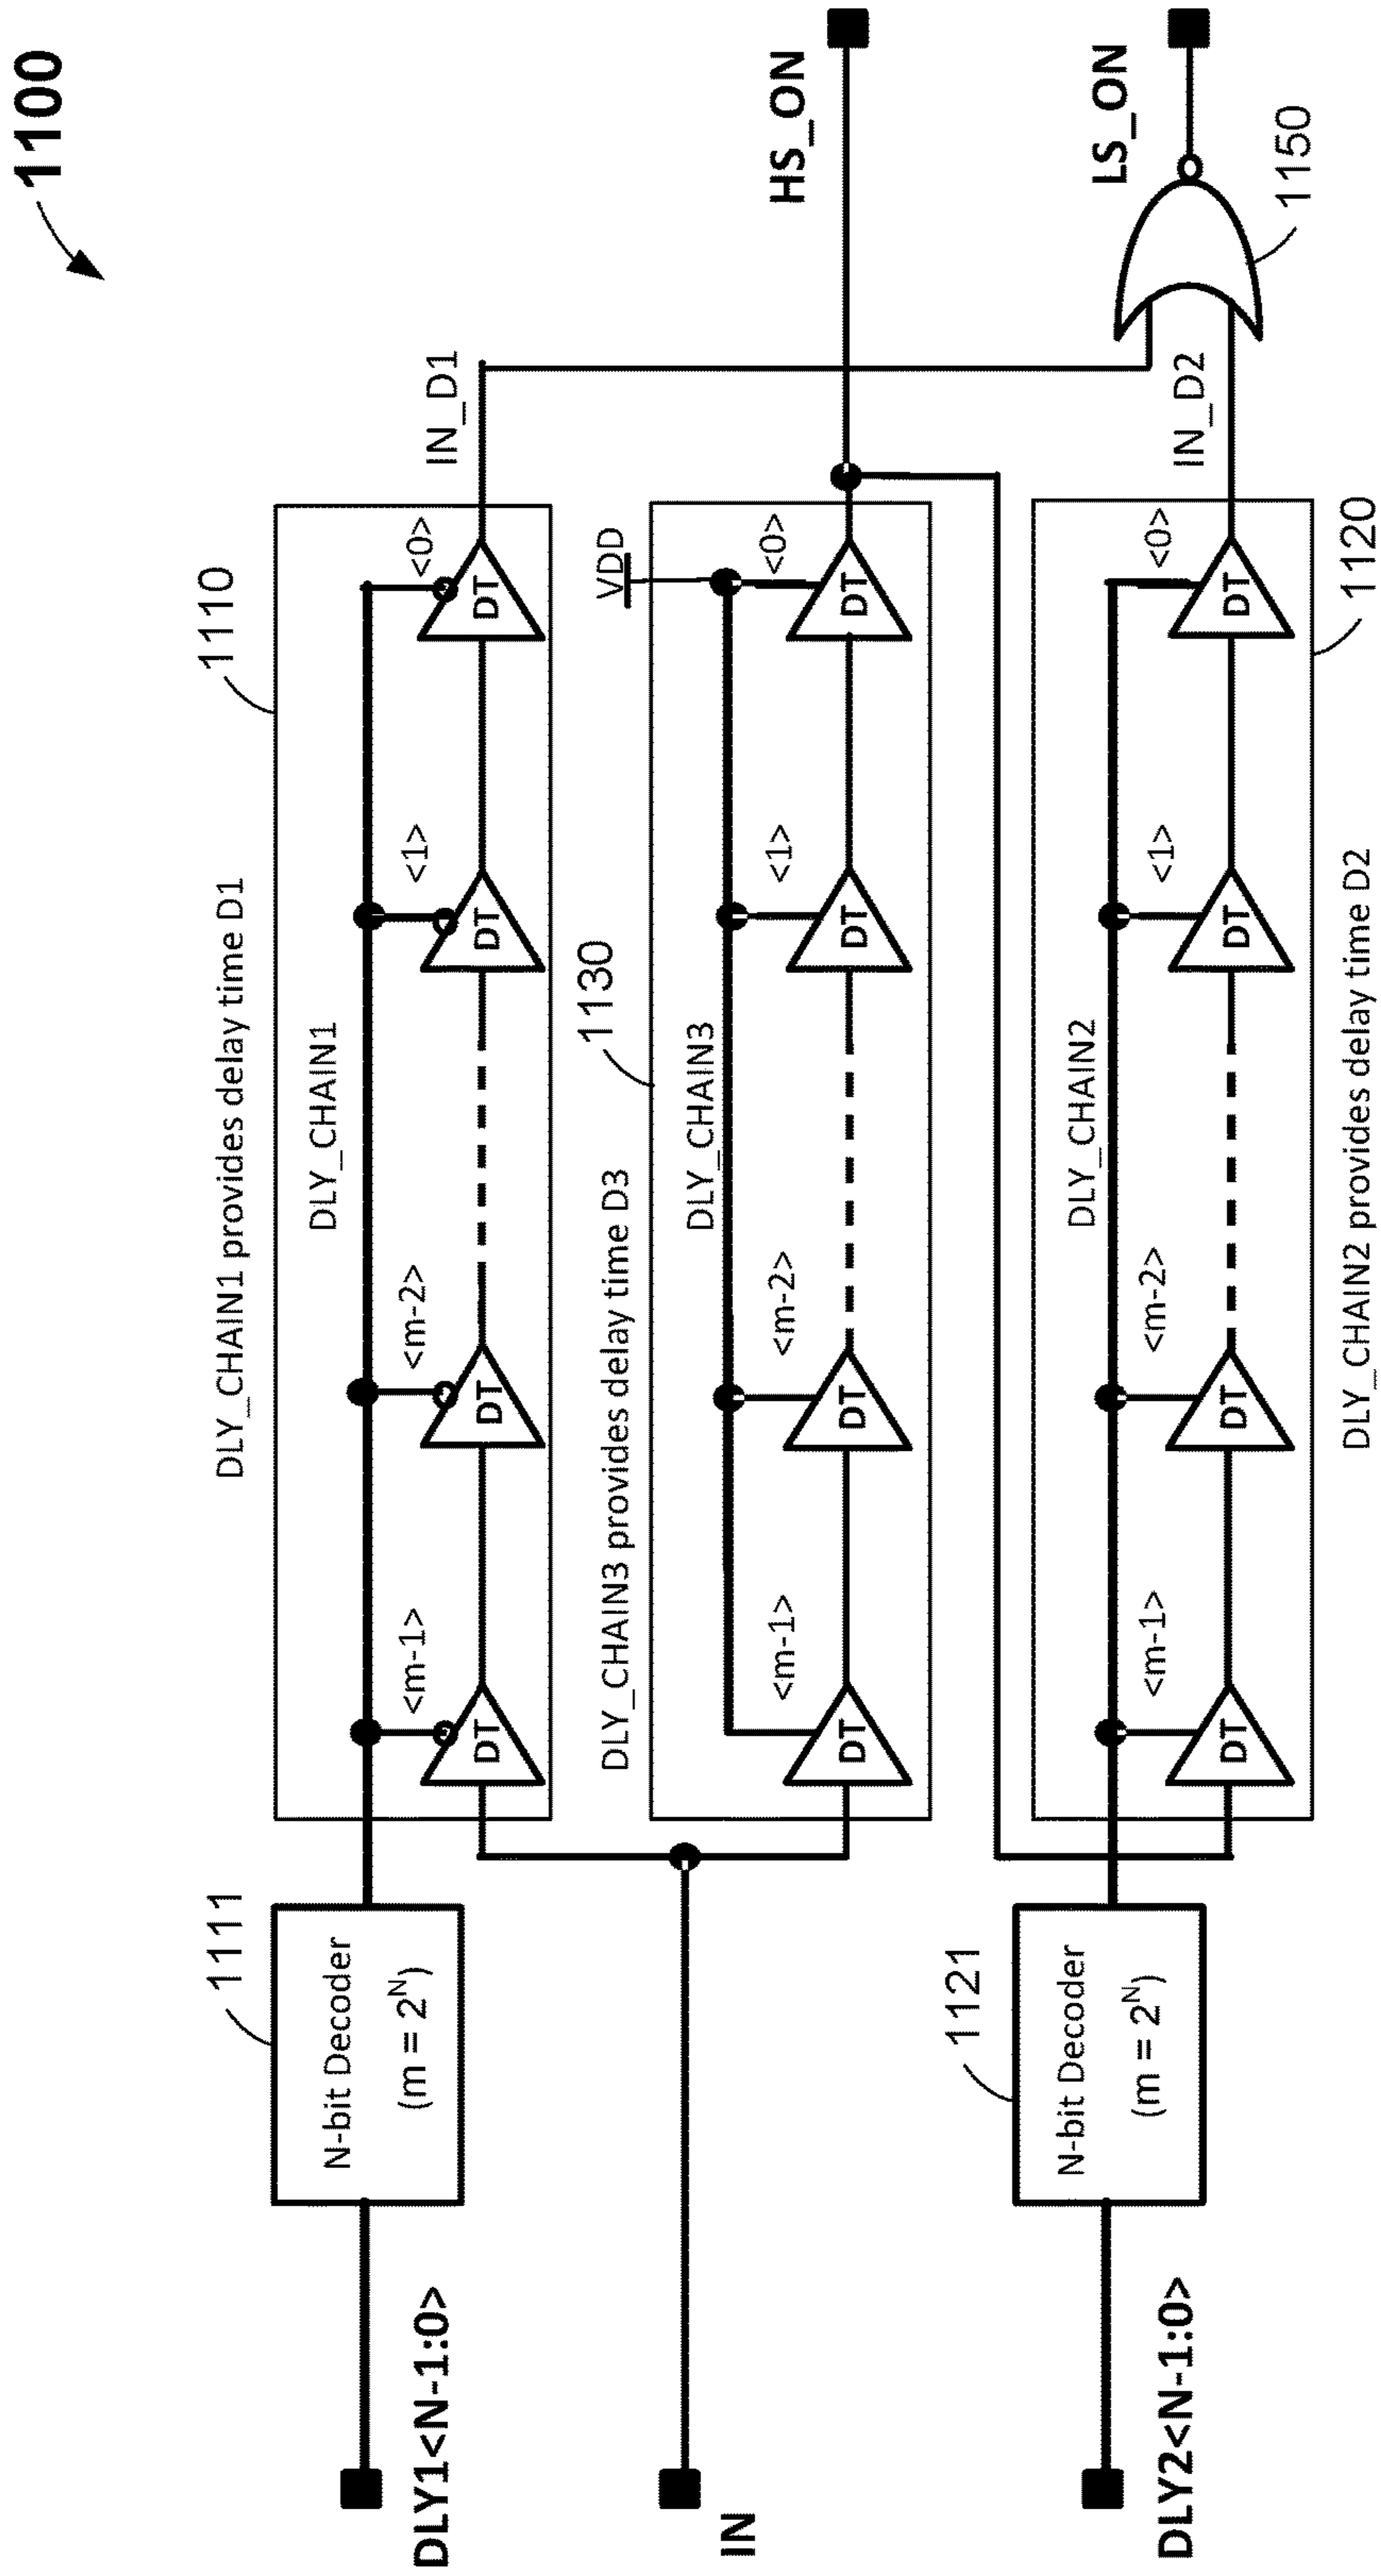 1100
1110
DLY_CHAIN1 provides delay time D1
DLY_CHAIN1
<m-1>
<m-2>
<1>
<0>
DT
DT
DT
DT
IN_D1
1111
N-bit Decoder
(m = 2^N)
DLY1<N-1:0>
1130
DLY_CHAIN3 provides delay time D3
DLY_CHAIN3
VDD
<m-1>
<m-2>
<1>
<0>
DT
DT
DT
DT
HS_ON
IN
1121
N-bit Decoder
(m = 2^N)
DLY2<N-1:0>
DLY_CHAIN2
<m-1>
<m-2>
<1>
<0>
DT
DT
DT
DT
IN_D2
LS_ON
1150
1120
DLY_CHAIN2 provides delay time D2